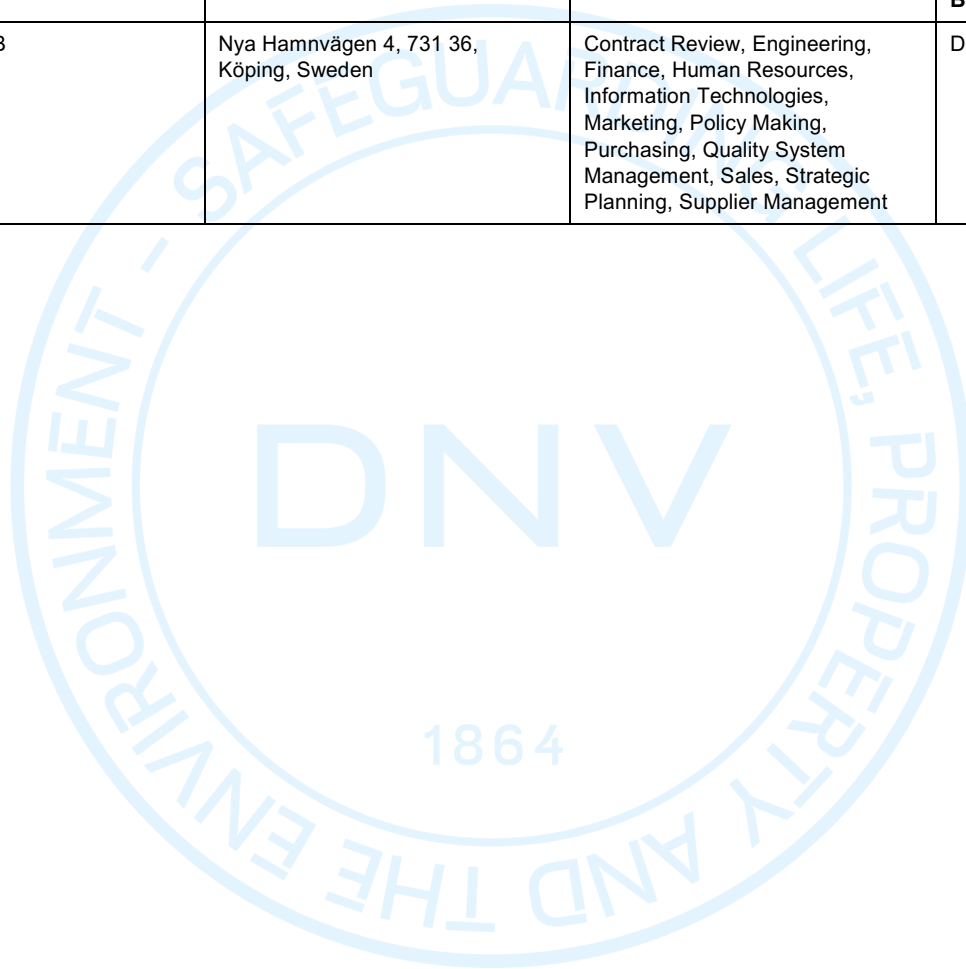 B
Nya Hamnvägen 4, 731 36,
Köping, Sweden
Contract Review, Engineering,
Finance, Human Resources,
Information Technologies,
Marketing, Policy Making,
Purchasing, Quality System
Management, Sales, Strategic
Planning, Supplier Management
D
SAFEGUARDING LIFE, PROPERTY AND THE ENVIRONMENT -
DNV
1864